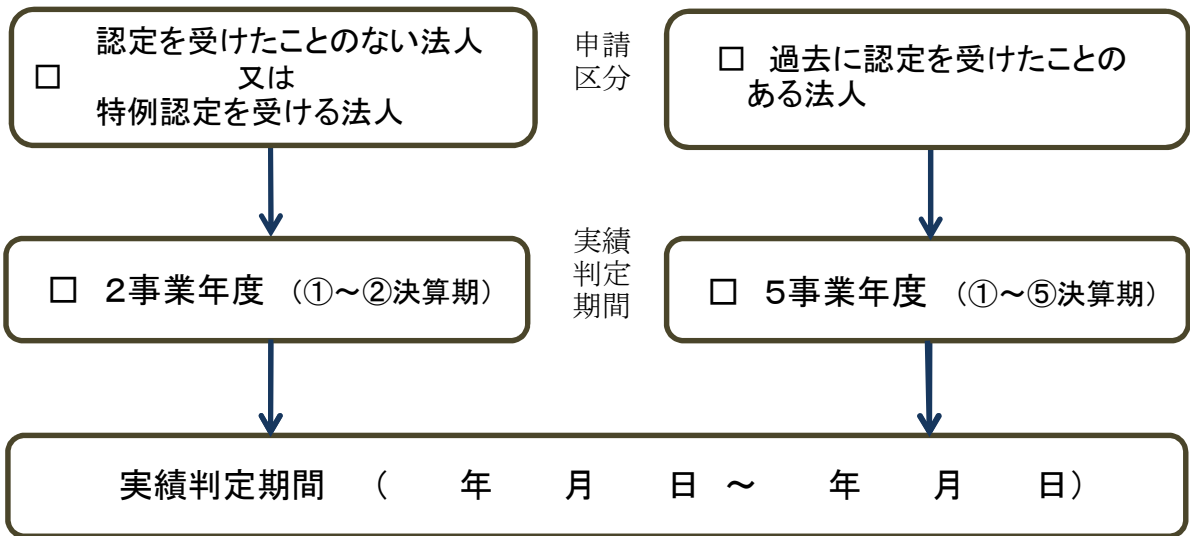 認定を受けたことのない法人
□ 又は
特例認定を受ける法人
申請
区分
□ 過去に認定を受けたことの
ある法人
□ 2事業年度 (①~②決算期)
実績
判定
期間
□ 5事業年度 (①~⑤決算期)
実績判定期間 ( 年 月 日 ~ 年 月 日)